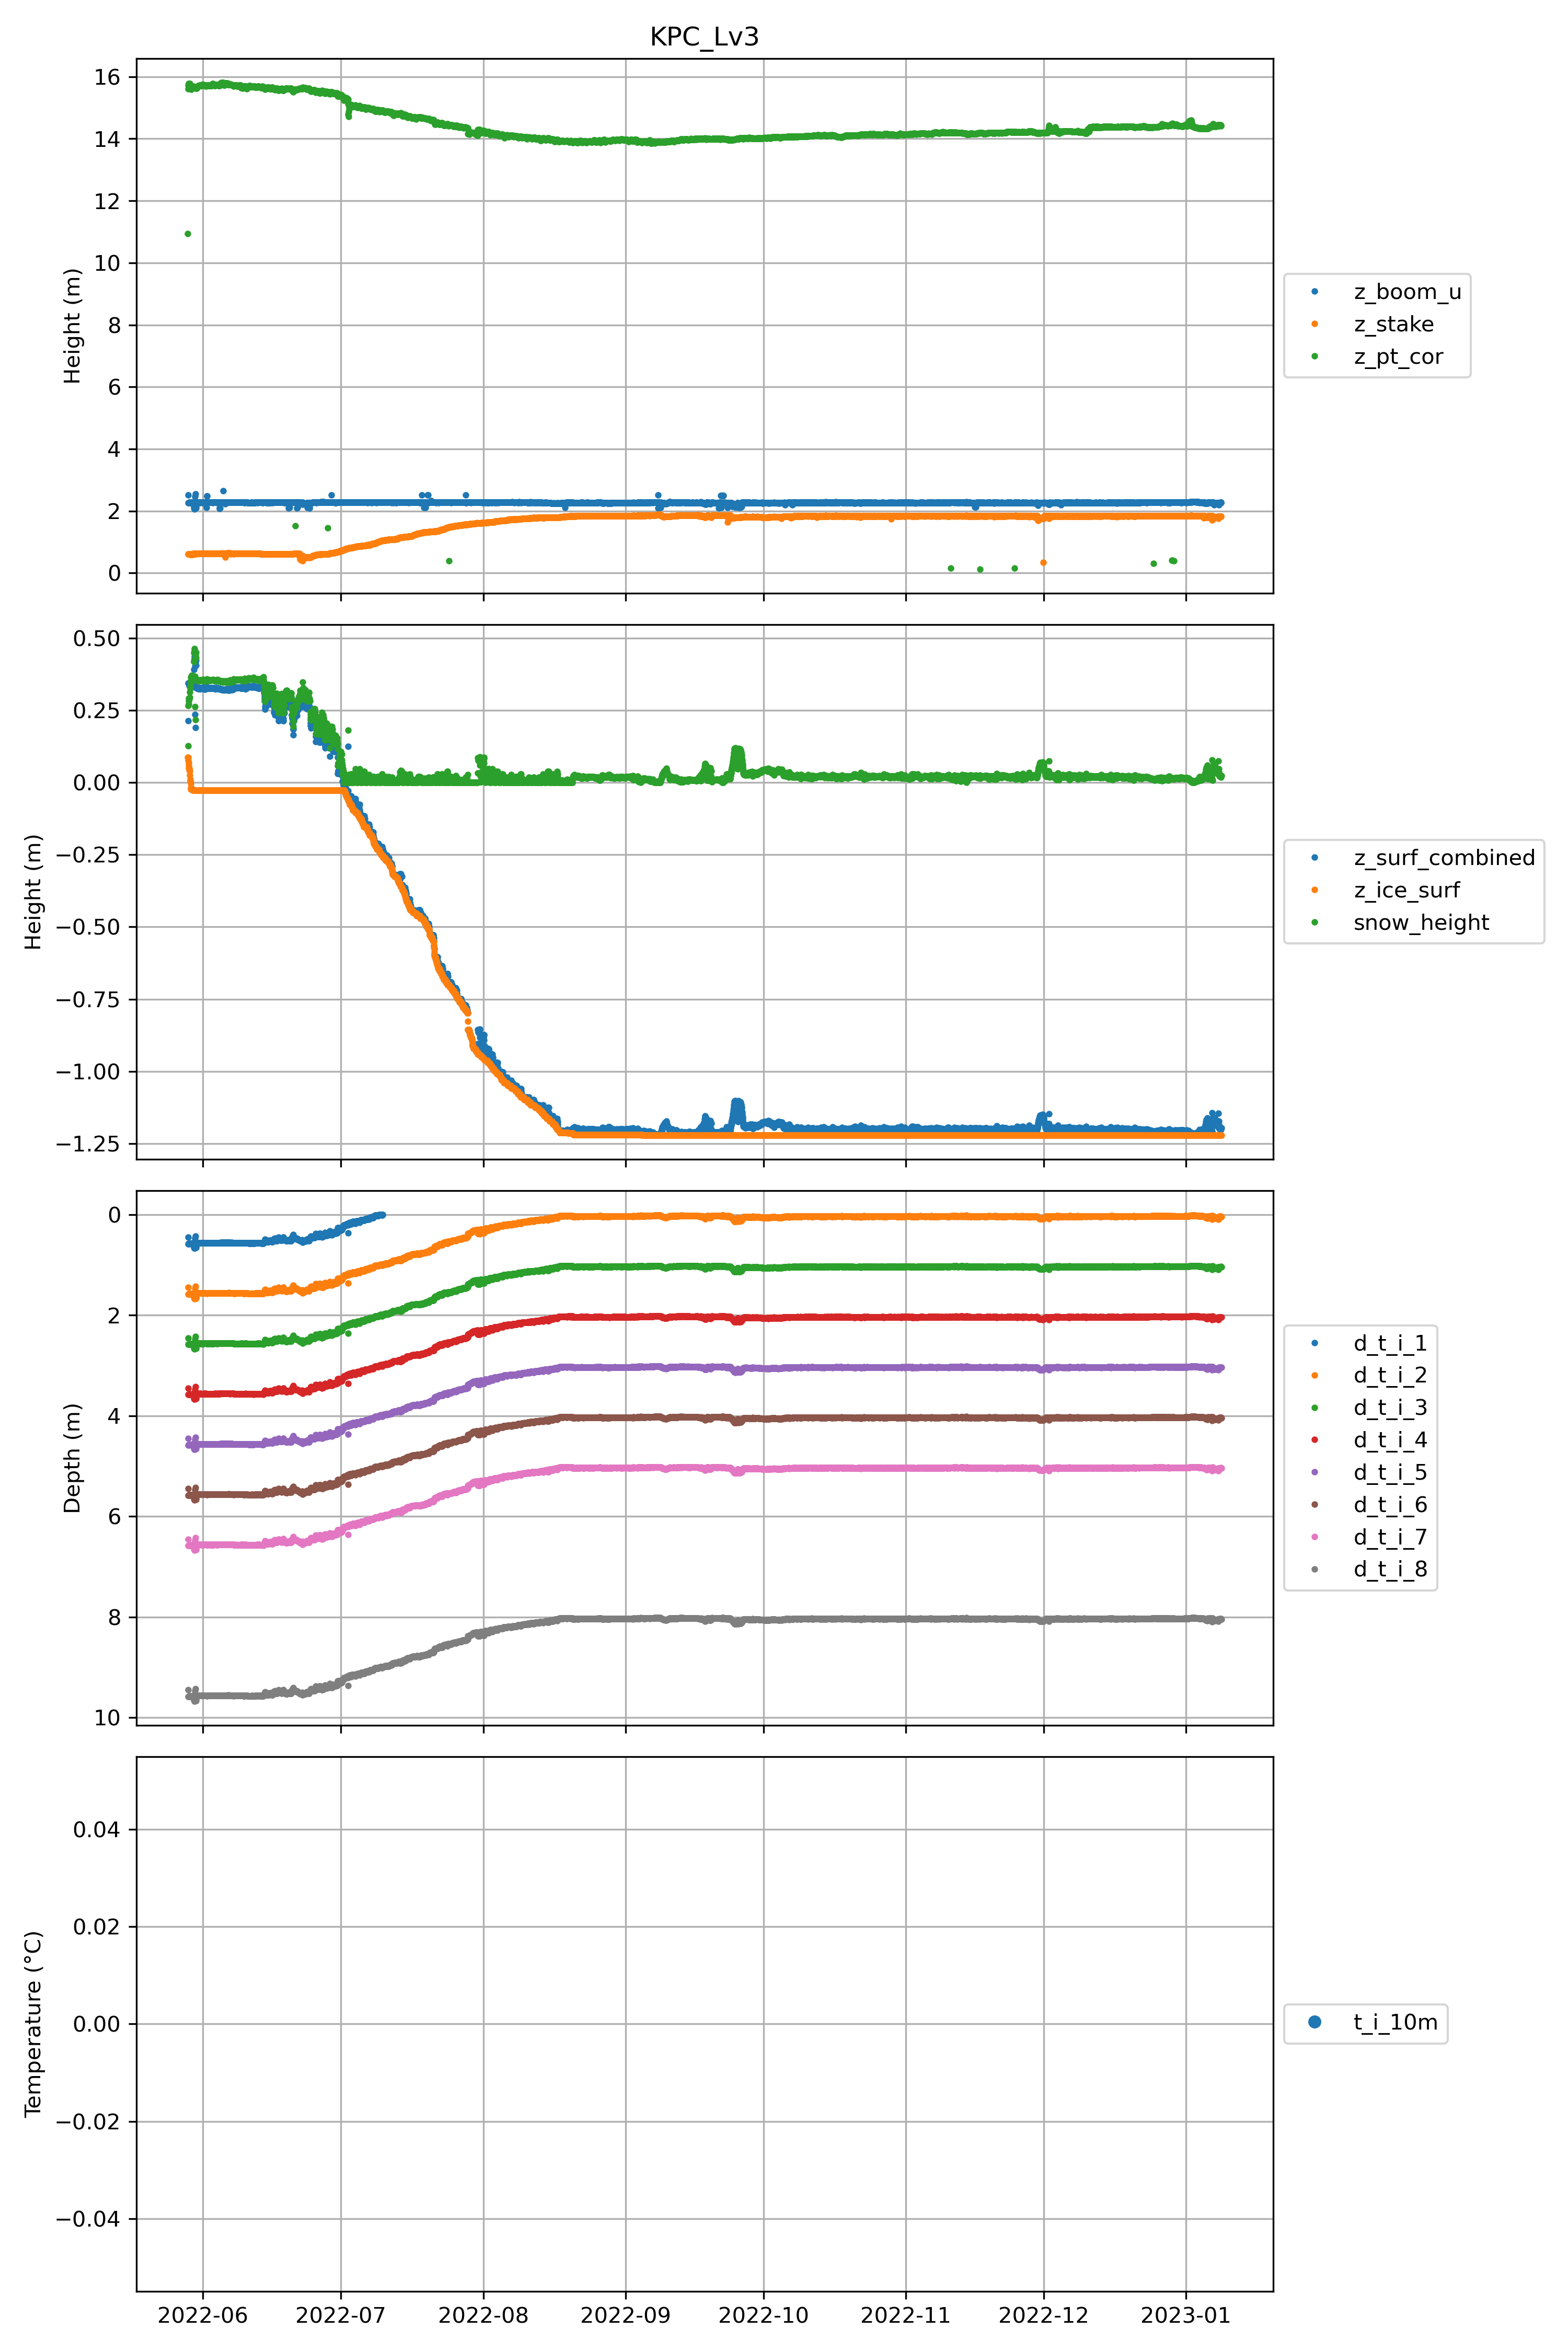 KPC_Lv3
16
14
12
10
8
6
4
2
0
Height (m)
z_boom_u
z_stake
z_pt_cor
0.50
0.25
0.00
−0.25
−0.50
−0.75
−1.00
−1.25
Height (m)
z_surf_combined
z_ice_surf
snow_height
0
2
4
6
8
10
Depth (m)
d_t_i_1
d_t_i_2
d_t_i_3
d_t_i_4
d_t_i_5
d_t_i_6
d_t_i_7
d_t_i_8
0.04
0.02
0.00
−0.02
−0.04
Temperature (°C)
t_i_10m
2022-06 2022-07 2022-08 2022-09 2022-10 2022-11 2022-12 2023-01